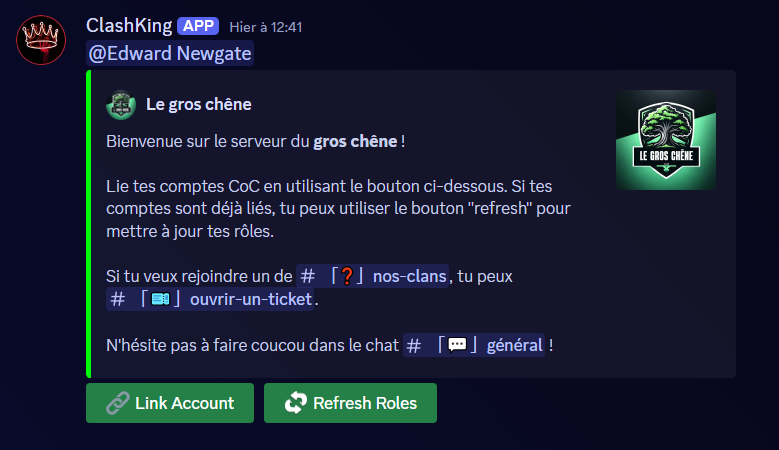 ClashKing APP Hier à 12:41
@Edward Newgate
Le gros chêne
LE GROS CHÊNE
Bienvenue sur le serveur du gros chêne !
Lie tes comptes CoC en utilisant le bouton ci-dessous. Si tes
comptes sont déjà liés, tu peux utiliser le bouton "refresh" pour
mettre à jour tes rôles.
Si tu veux rejoindre un de # 「❓」 nos-clans, tu peux
# 「🎫」 ouvrir-un-ticket.
N'hésite pas à faire coucou dans le chat # 「💬」 général !
Link Account
Refresh Roles